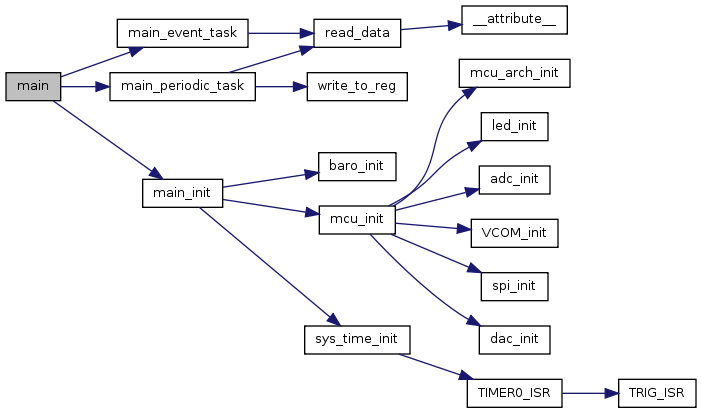 main
main_event_task
main_periodic_task
main_init
read_data
write_to_reg
baro_init
mcu_init
sys_time_init
__attribute__
mcu_arch_init
led_init
adc_init
VCOM_init
spi_init
dac_init
TIMER0_ISR
TRIG_ISR